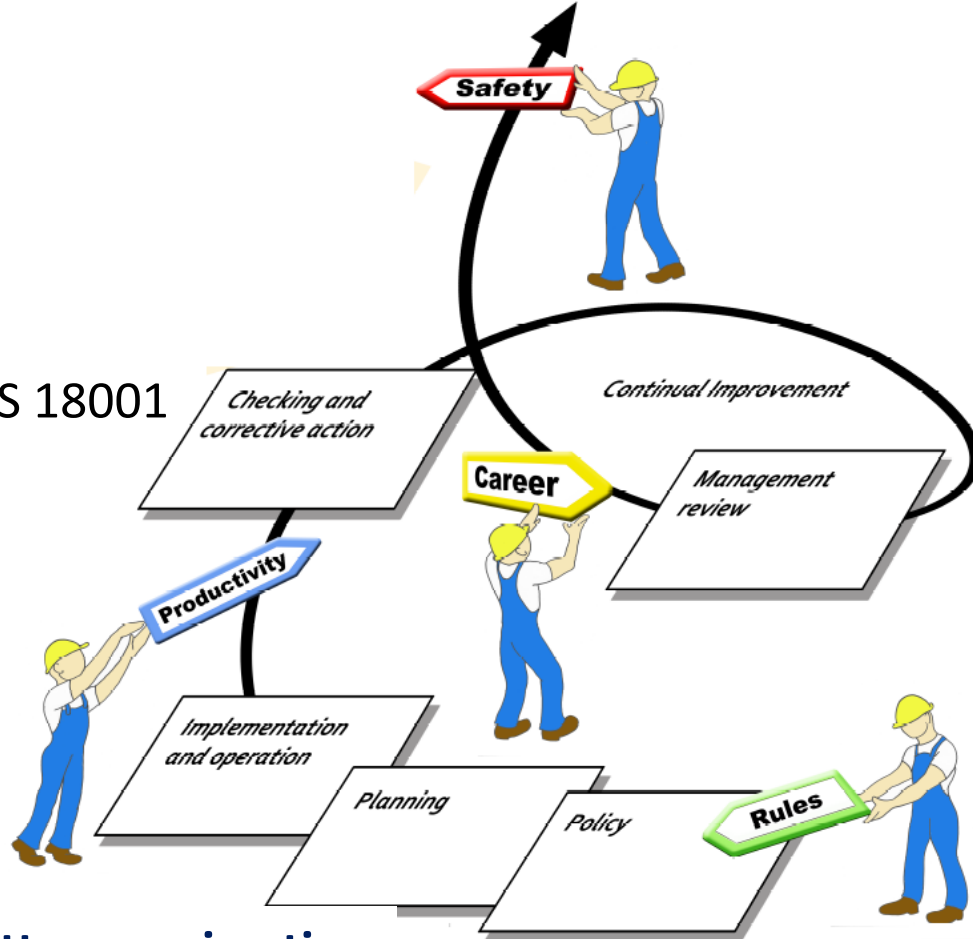 Safety
S 18001
Checking and
corrective action
Continual Improvement
Career
Management
review
Productivity
Implementation
and operation
Planning
Policy
Rules